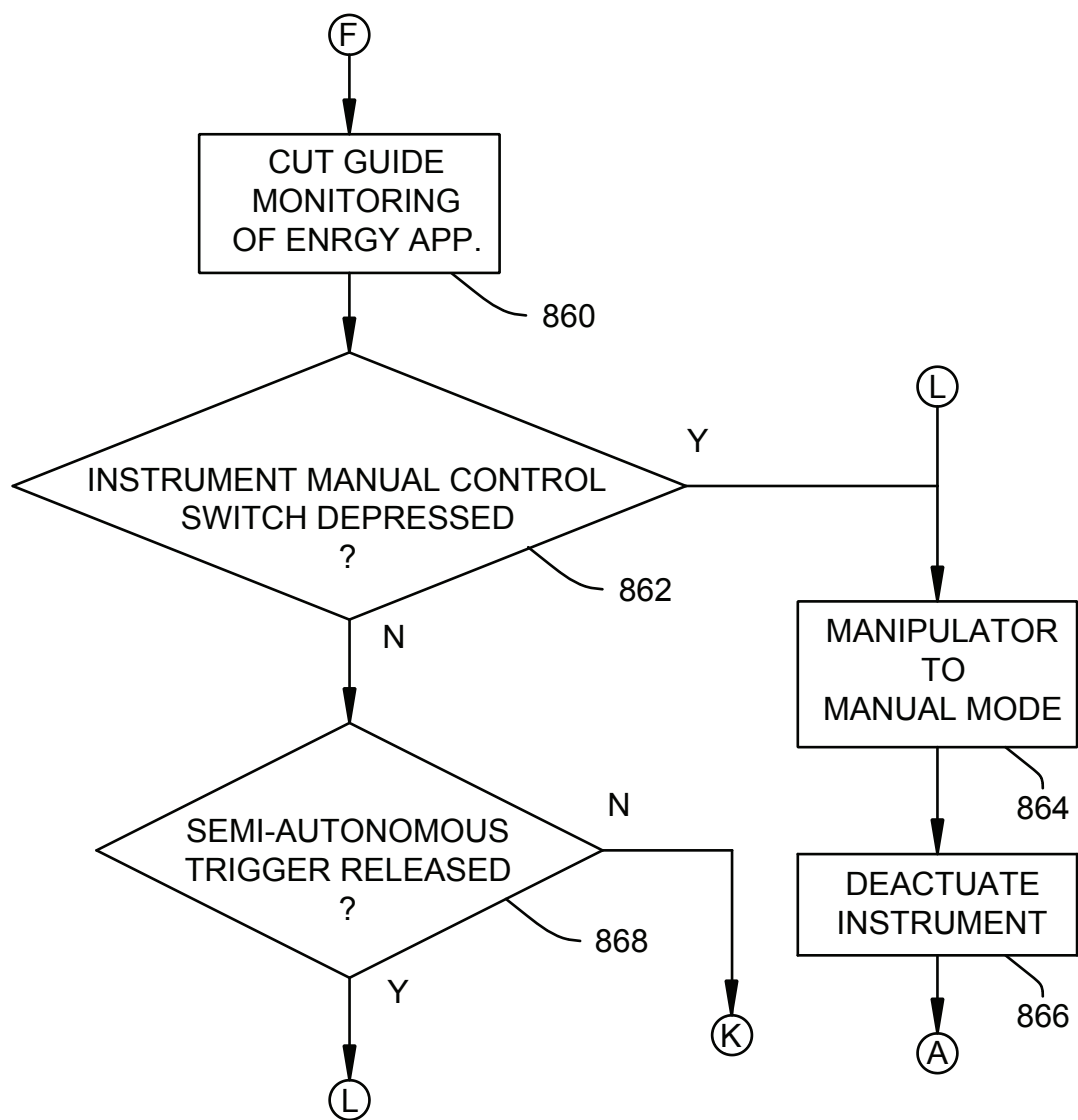 F
CUT GUIDE
MONITORING
OF ENRGY APP.
860
L
Y
INSTRUMENT MANUAL CONTROL
SWITCH DEPRESSED
?
862
N
MANIPULATOR
TO
MANUAL MODE
864
N
SEMI-AUTONOMOUS
TRIGGER RELEASED
?
868
DEACTUATE
INSTRUMENT
866
Y
K
A
L